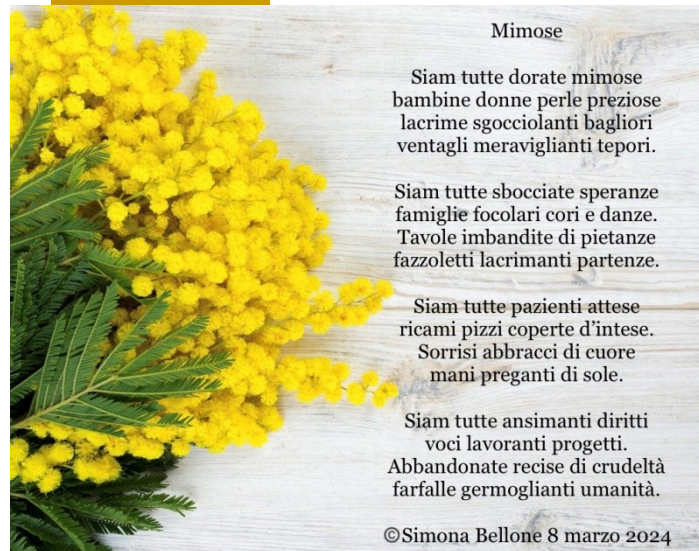 Mimose
Siam tutte dorate mimose
bambine donne perle preziose
lacrime sgocciolanti bagliori
ventagli meraviglianti tepori.
Siam tutte sbocciate speranze
famiglie focolari cori e danze.
Tavole imbandite di pietanze
fazzoletti lacrimanti partenze.
Siam tutte pazienti attese
ricami pizzi coperte d'intese.
Sorrisi abbracci di cuore
mani preganti di sole.
Siam tutte ansimanti diritti
voci lavoranti progetti.
Abbandonate recise di crudeltà
farfalle germoglianti umanità.
©Simona Bellone 8 marzo 2024